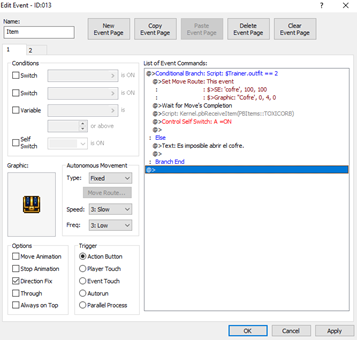 Edit Event - ID:013
Name:
Item
New
Event Page
Copy
Event Page
Paste
Event Page
Delete
Event Page
Clear
Event Page
1
2
Conditions
Switch
is ON
Switch
is ON
Variable
is
or above
Self
Switch
is ON
Graphic:
Autonomous Movement
Type: Fixed
Move Route...
Speed: 3: Slow
Freq: 3: Low
Options
Move Animation
Stop Animation
Direction Fix
Through
Always on Top
Trigger
Action Button
Player Touch
Event Touch
Autorun
Parallel Process
List of Event Commands:
@>Conditional Branch: Script: $Trainer.outfit == 2
@>Set Move Route: This event
: : $>SE: 'cofre', 100, 100
: : $>Graphic: "Cofre', 0, 4, 0
@>Wait for Move's Completion
@>Script: Kernel.pbReceiveItem(PBItems::TOXICORB)
@>Control Self Switch: A =ON
@>
: Else
@>Text: Es imposible abrir el cofre.
@>
: Branch End
@>
OK
Cancel
Apply